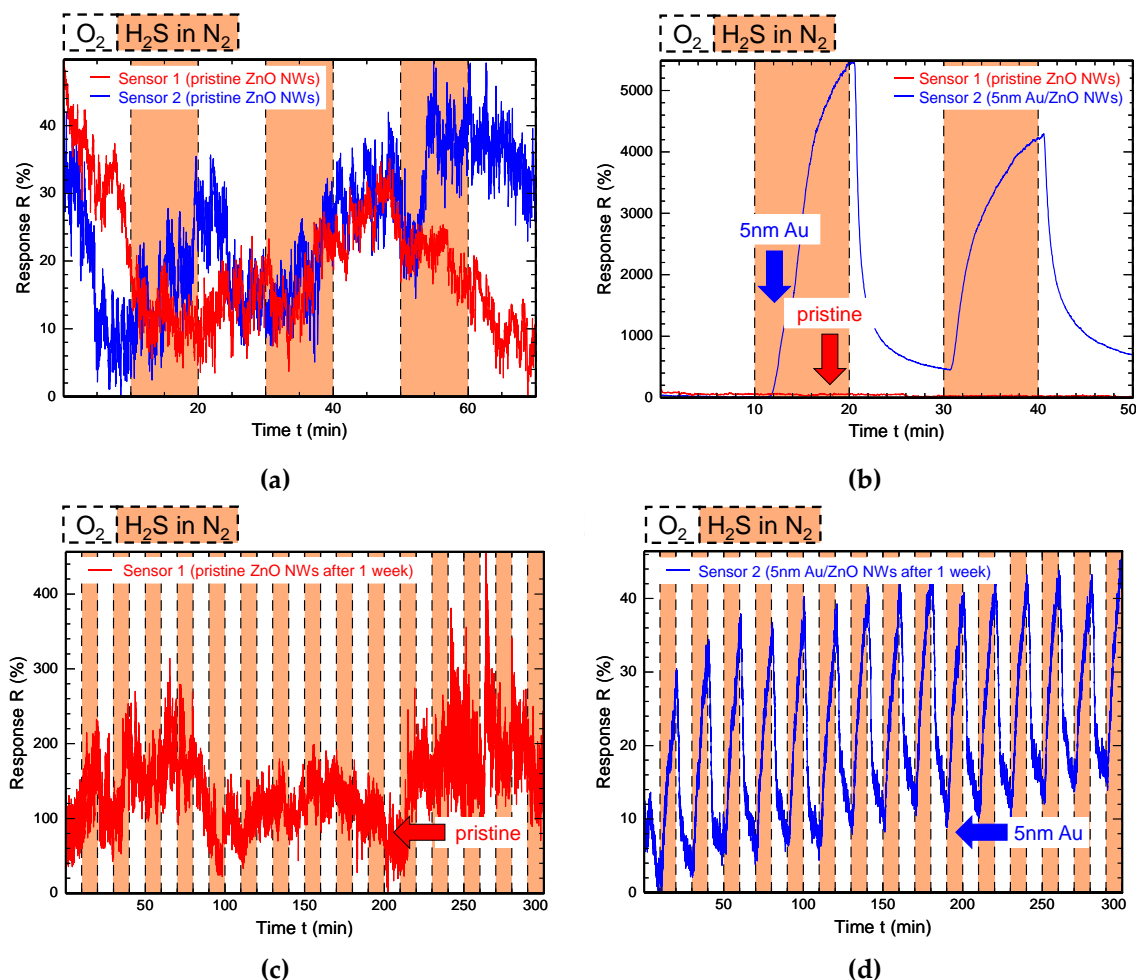 O₂ H₂S in N₂
Sensor 1 (pristine ZnO NWs)
Sensor 2 (pristine ZnO NWs)
Response R (%)
40
30
20
10
0
20 40 60
Time t (min)
(a)
O₂ H₂S in N₂
Sensor 1 (pristine ZnO NWs)
Sensor 2 (5nm Au/ZnO NWs)
Response R (%)
5000
4000
3000
2000
1000
0
5nm Au
pristine
10 20 30 40 50
Time t (min)
(b)
O₂ H₂S in N₂
Sensor 1 (pristine ZnO NWs after 1 week)
Response R (%)
400
300
200
100
0
pristine
50 100 150 200 250 300
Time t (min)
(c)
O₂ H₂S in N₂
Sensor 2 (5nm Au/ZnO NWs after 1 week)
Response R (%)
40
30
20
10
0
5nm Au
50 100 150 200 250 300
Time t (min)
(d)